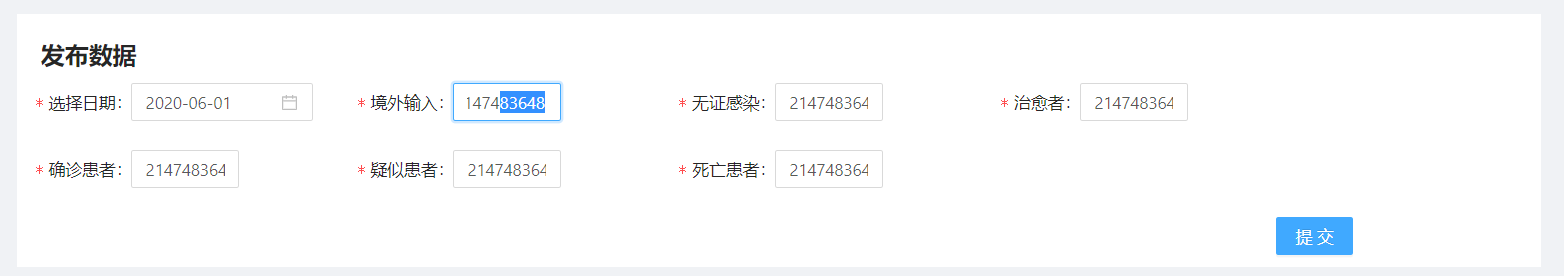 发布数据
* 选择日期: 2020-06-01 * 境外输入: 147483648 * 无证感染: 214748364 * 治愈者: 214748364
* 确诊患者: 214748364 * 疑似患者: 214748364 * 死亡患者: 214748364
提 交